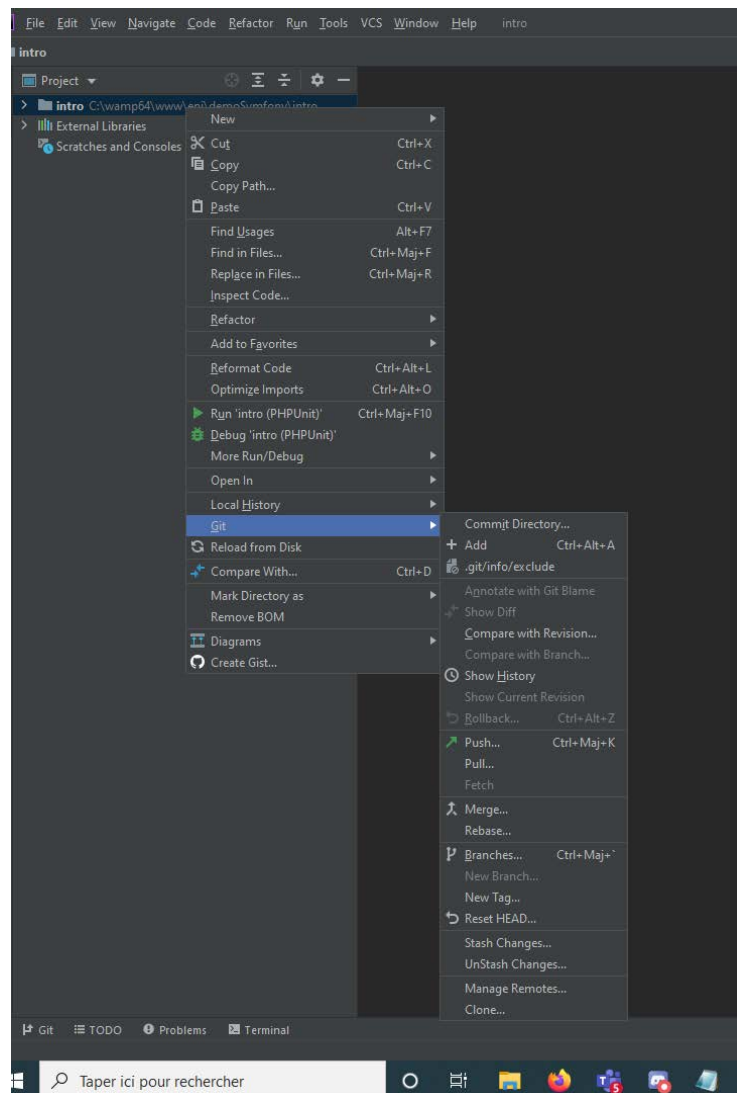 File Edit View Navigate Code Refactor Run Tools VCS Window Help intro
intro
Project
intro C:\wamp64\www\epi\demoSymfony\intro
External Libraries
Scratches and Consoles
New
Cut Ctrl+X
Copy Ctrl+C
Copy Path...
Paste Ctrl+V
Find Usages Alt+F7
Find in Files... Ctrl+Maj+F
Replace in Files... Ctrl+Maj+R
Inspect Code...
Refactor
Add to Favorites
Reformat Code Ctrl+Alt+L
Optimize Imports Ctrl+Alt+O
Run 'intro (PHPUnit)' Ctrl+Maj+F10
Debug 'intro (PHPUnit)'
More Run/Debug
Open In
Local History
Git
Reload from Disk
Compare With... Ctrl+D
Mark Directory as
Remove BOM
Diagrams
Create Gist...
Commit Directory...
Add Ctrl+Alt+A
.git/info/exclude
Annotate with Git Blame
Show Diff
Compare with Revision...
Compare with Branch...
Show History
Show Current Revision
Rollback... Ctrl+Alt+Z
Push... Ctrl+Maj+K
Pull...
Fetch
Merge...
Rebase...
Branches... Ctrl+Maj+`
New Branch...
New Tag...
Reset HEAD...
Stash Changes...
UnStash Changes...
Manage Remotes...
Clone...
Git TODO Problems Terminal
Taper ici pour rechercher 5